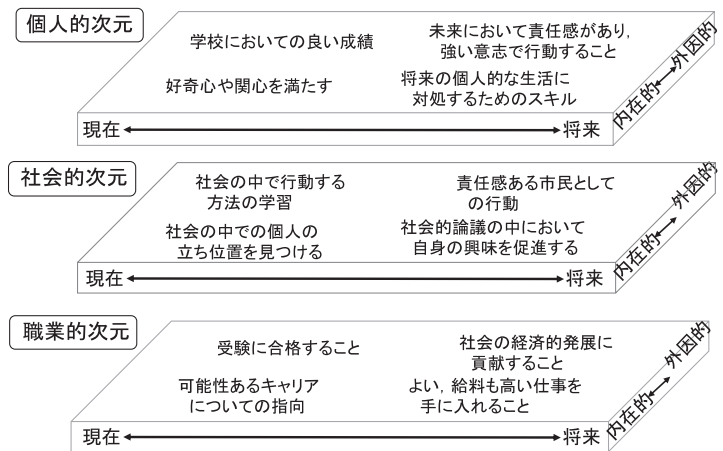 個人的次元
学校においての良い成績
未来において責任感があり,
強い意志で行動すること
好奇心や関心を満たす
将来の個人的な生活に
対処するためのスキル
内在的 外因的
現在 将来
社会的次元
社会の中で行動する
方法の学習
責任感ある市民として
の行動
社会の中での個人の
立ち位置を見つける
社会的論議の中において
自身の興味を促進する
内在的 外因的
現在 将来
職業的次元
受験に合格すること
社会の経済的発展に
貢献すること
可能性あるキャリア
についての指向
よい, 給料も高い仕事を
手に入れること
内在的 外因的
現在 将来